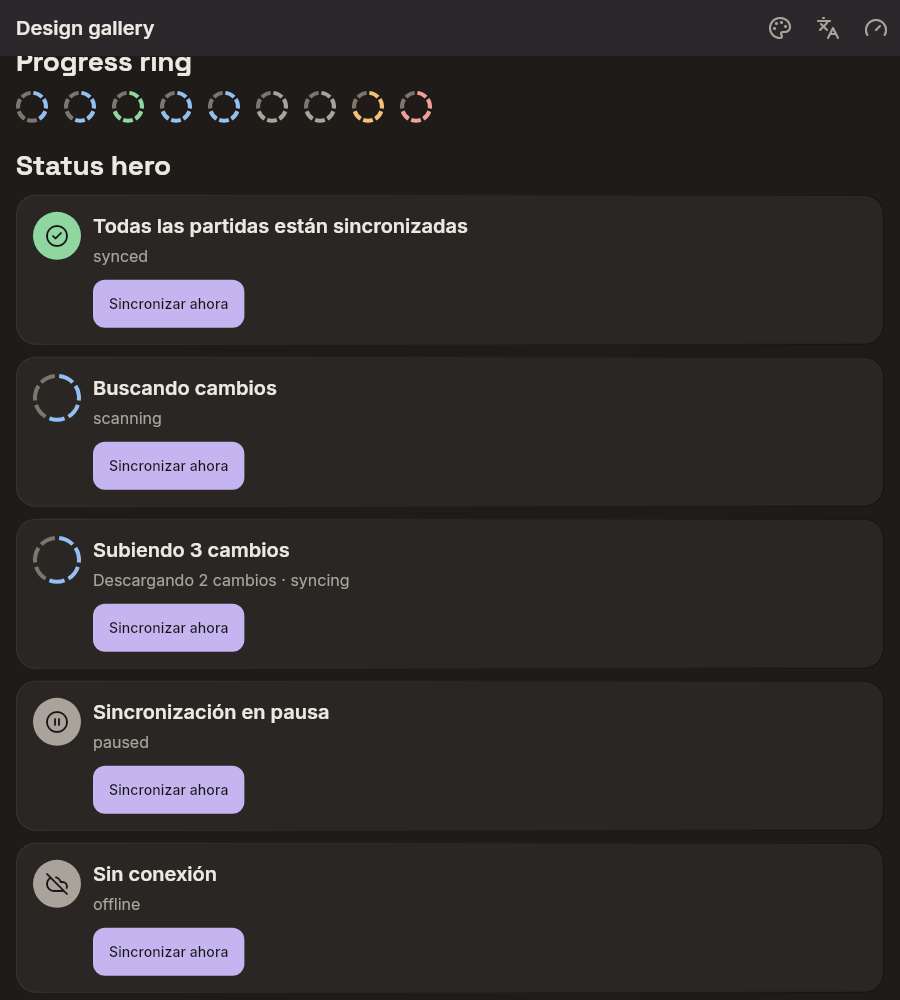 Design gallery
Progress ring
Status hero
Todas las partidas están sincronizadas
synced
Sincronizar ahora
Buscando cambios
scanning
Sincronizar ahora
Subiendo 3 cambios
Descargando 2 cambios · syncing
Sincronizar ahora
Sincronización en pausa
paused
Sincronizar ahora
Sin conexión
offline
Sincronizar ahora